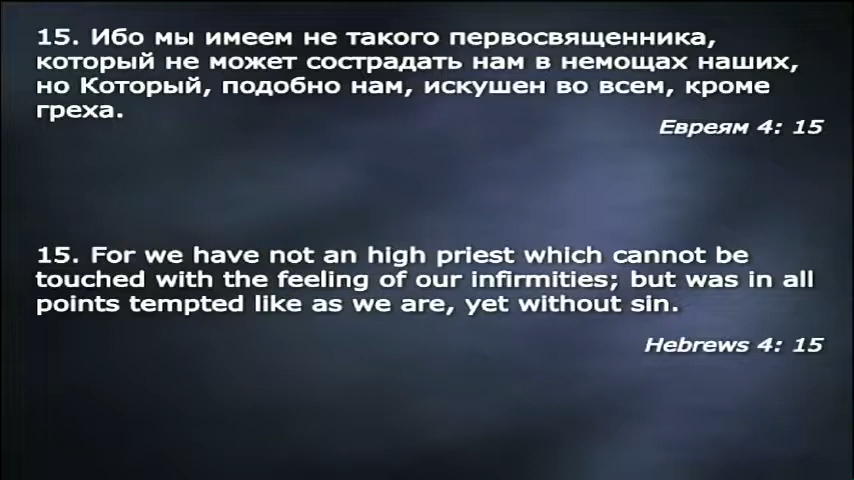 15. Ибо мы имеем не такого первосвященника,
который не может сострадать нам в немощах наших,
но Который, подобно нам, искушен во всем, кроме
греха.
Евреям 4: 15
15. For we have not an high priest which cannot be
touched with the feeling of our infirmities; but was in all
points tempted like as we are, yet without sin.
Hebrews 4: 15